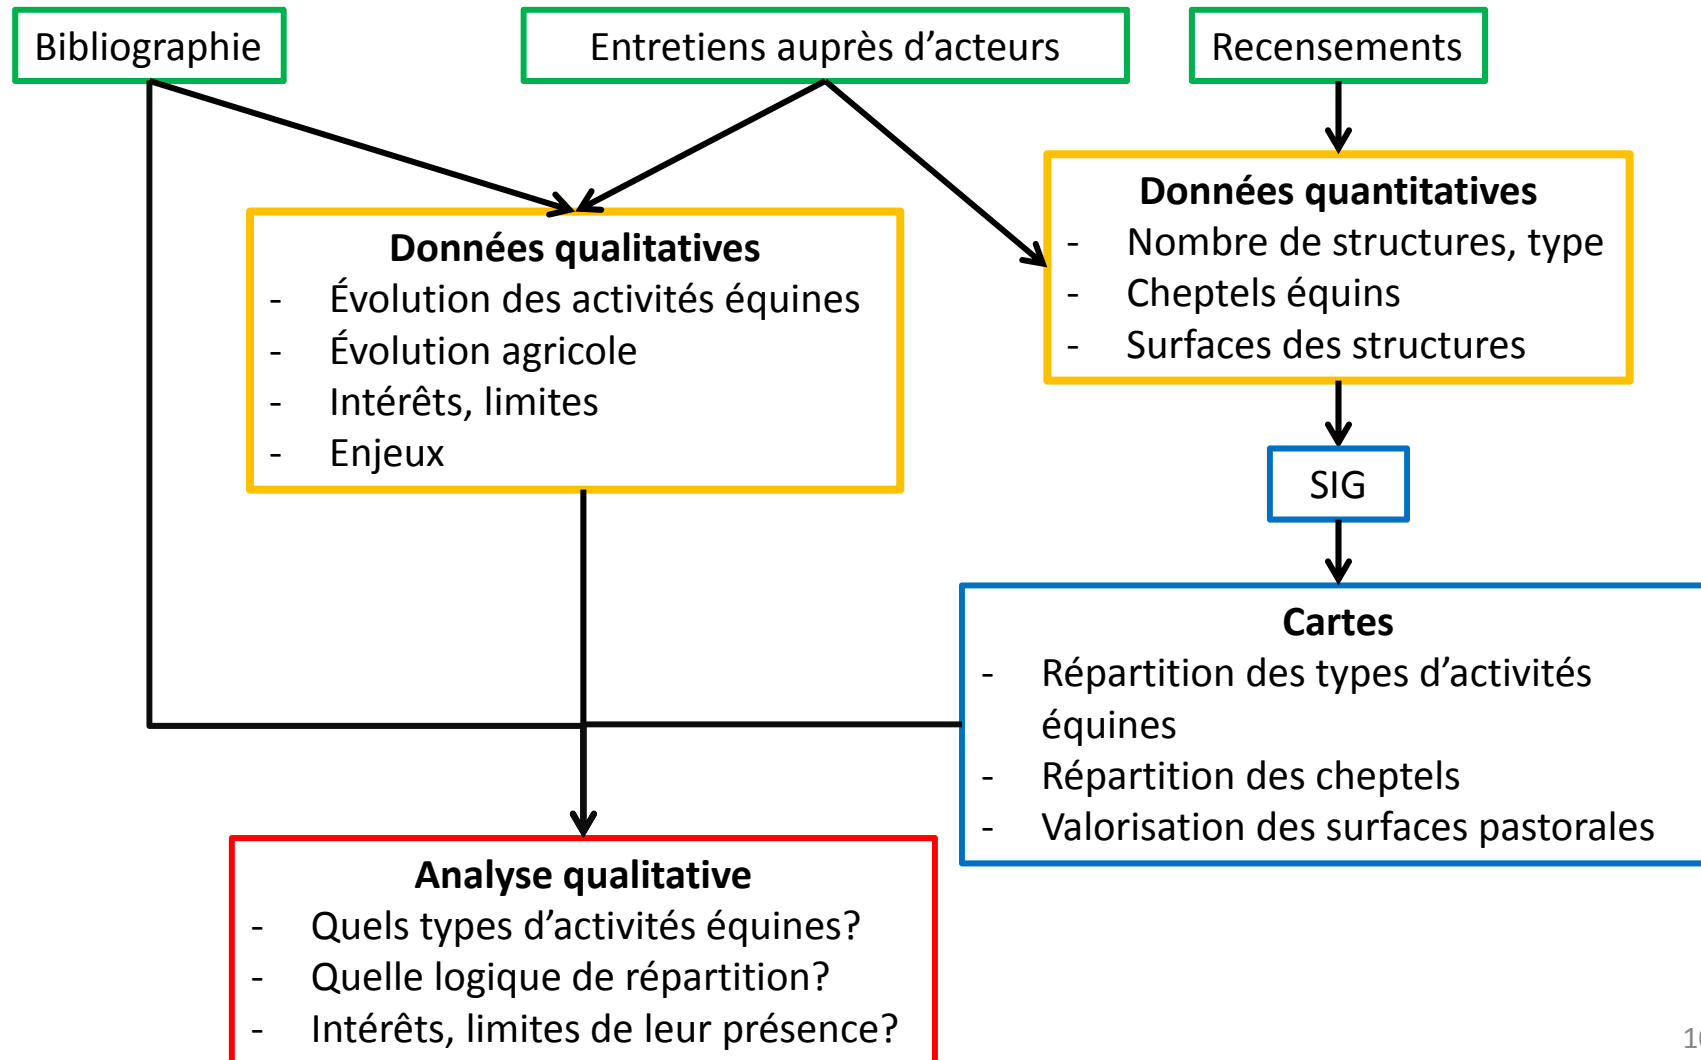 Bibliographie
Entretiens auprès d’acteurs
Recensements
Données qualitatives
- Évolution des activités équines
- Évolution agricole
- Intérêts, limites
- Enjeux
Données quantitatives
- Nombre de structures, type
- Cheptels équins
- Surfaces des structures
SIG
Cartes
- Répartition des types d’activités
équines
- Répartition des cheptels
- Valorisation des surfaces pastorales
Analyse qualitative
- Quels types d’activités équines?
- Quelle logique de répartition?
- Intérêts, limites de leur présence?